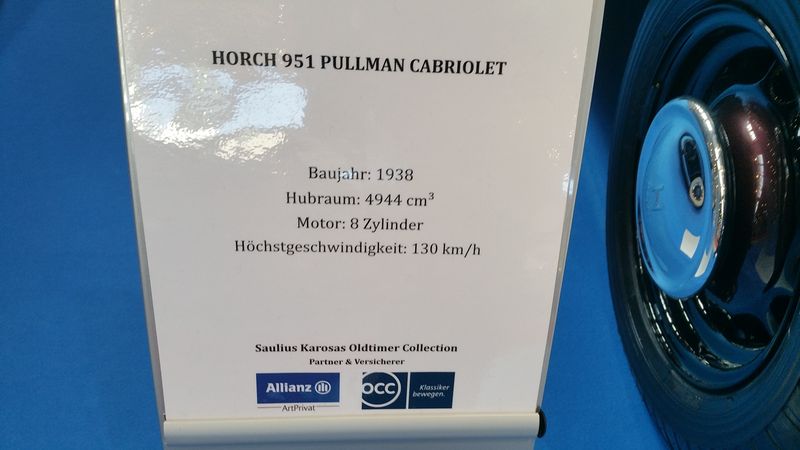 HORCH 951 PULLMAN CABRIOLET
Baujahr: 1938
Hubraum: 4944 cm³
Motor: 8 Zylinder
Höchstgeschwindigkeit: 130 km/h
Saulius Karosas Oldtimer Collection
Partner & Versicherer
Allianz
ArtPrivat
OCC
Klassiker
bewegen.